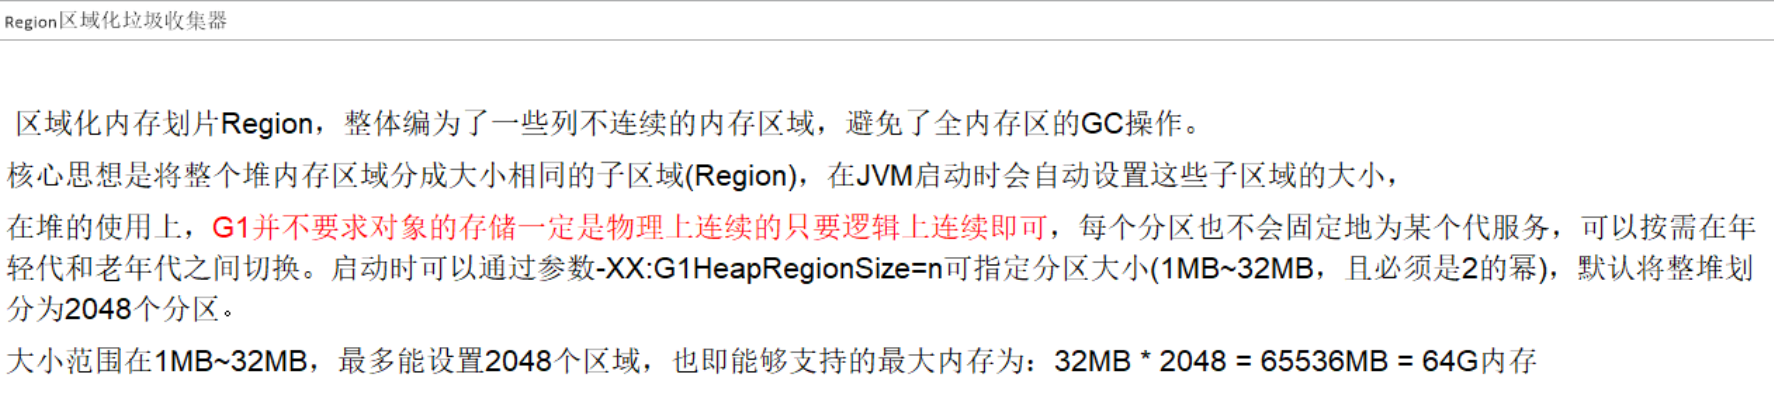 Region区域化垃圾收集器
区域化内存划片Region，整体编为了一些列不连续的内存区域，避免了全内存区的GC操作。
核心思想是将整个堆内存区域分成大小相同的子区域(Region)，在JVM启动时会自动设置这些子区域的大小，
在堆的使用上，G1并不要求对象的存储一定是物理上连续的只要逻辑上连续即可，每个分区也不会固定地为某个代服务，可以按需在年
轻代和老年代之间切换。启动时可以通过参数-XX:G1HeapRegionSize=n可指定分区大小(1MB~32MB，且必须是2的幂)，默认将整堆划
分为2048个分区。
大小范围在1MB~32MB，最多能设置2048个区域，也即能够支持的最大内存为：32MB * 2048 = 65536MB = 64G内存